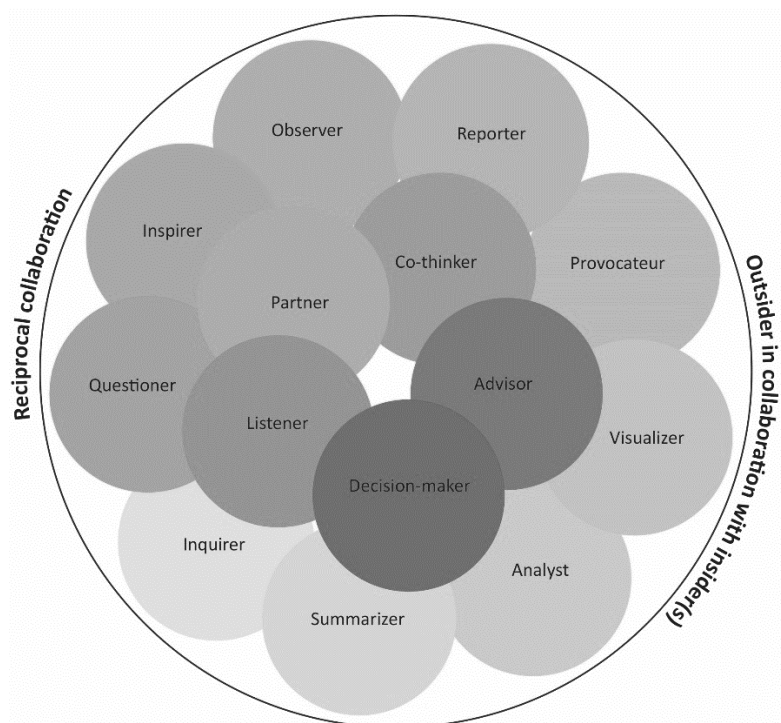 Observer
Reporter
Inspirer
Co-thinker
Provocateur
Partner
Questioner
Advisor
Listener
Visualizer
Decision-maker
Inquirer
Analyst
Summarizer
Reciprocal collaboration
Outsider in collaboration with insider(s)